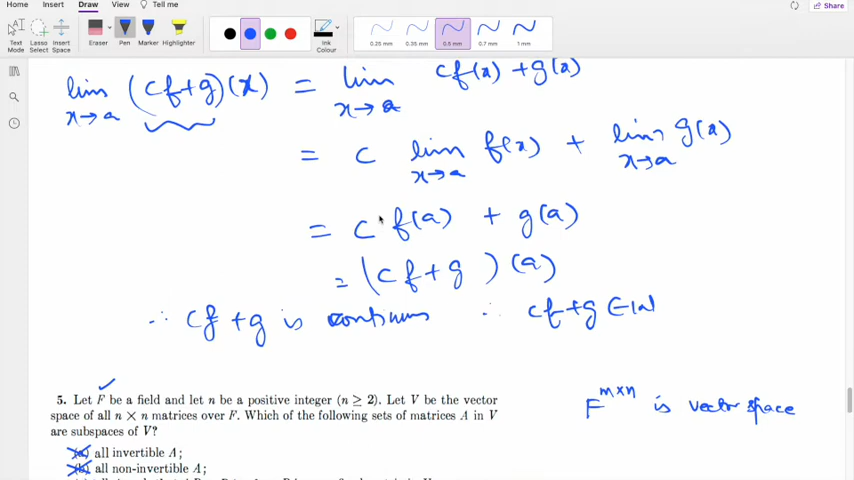 Home Insert Draw View Tell me Share
Text Mode Lasso Select Insert Space Eraser Pen Marker Highlighter Ink Colour 0.25 mm 0.35 mm 0.5 mm 0.7 mm 1 mm
lim x→a (cf+g)(x) = lim x→a cf(x) + g(x)
= c lim x→a f(x) + lim x→a g(x)
= c f(a) + g(a)
= (cf+g)(a)
∴ cf+g is ∴ cf+g ∈ W
5. Let F be a field and let n be a positive integer (n ≥ 2). Let V be the vector
space of all n × n matrices over F. Which of the following sets of matrices A in V
are subspaces of V?
F^{m×n} is vector space
(a) all invertible A;
(b) all non-invertible A;